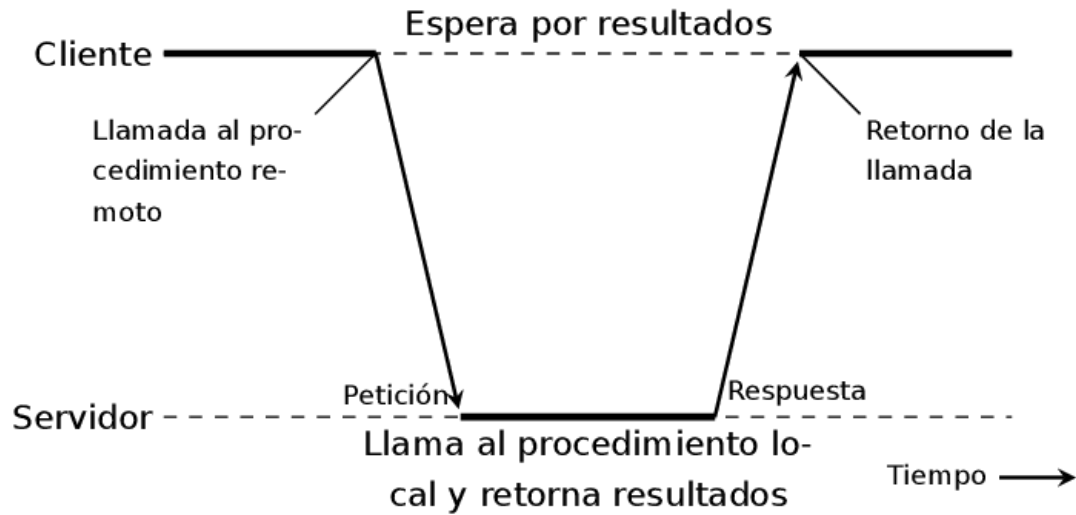 Espera por resultados
Cliente
Llamada al pro-
cedimiento re-
moto
Retorno de la
llamada
Petición
Respuesta
Servidor
Llama al procedimiento lo-
cal y retorna resultados
Tiempo